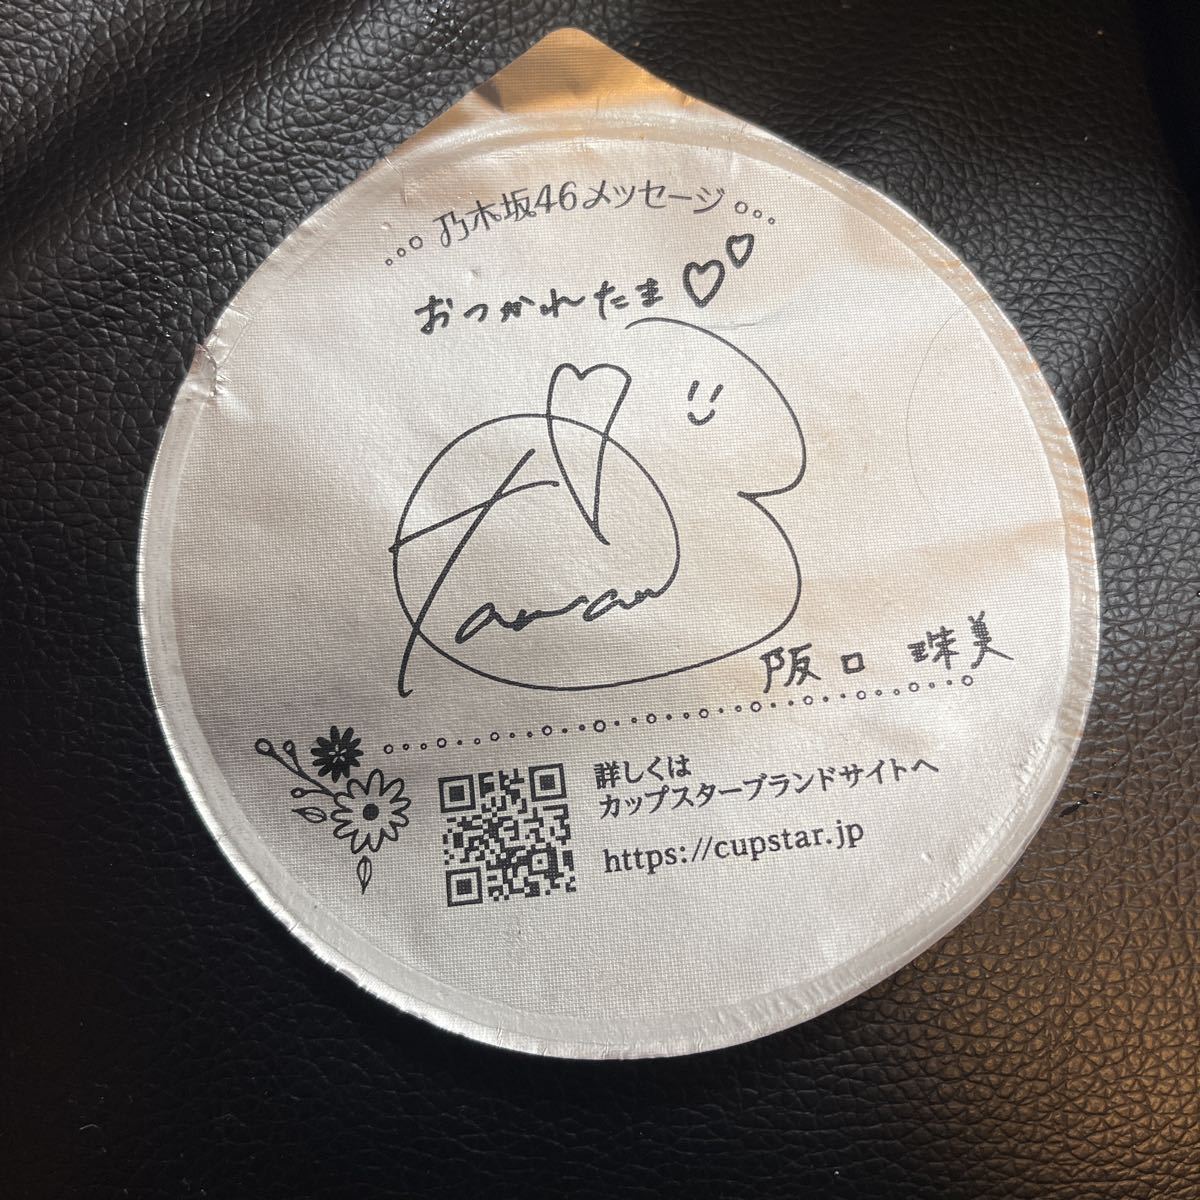 乃木坂46メッセージ
おつかれたま♡♡
阪口 珠美
詳しくは
カップスターブランドサイトへ
https://cupstar.jp